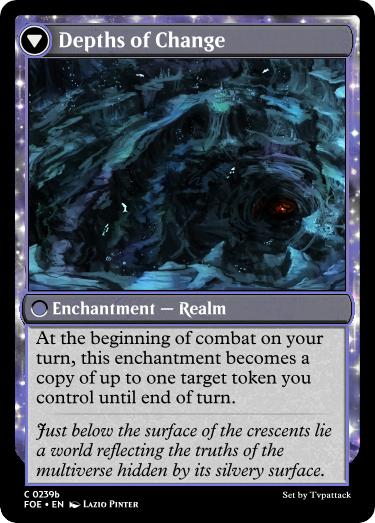 Depths of Change
Enchantment — Realm
At the beginning of combat on your
turn, this enchantment becomes a
copy of up to one target token you
control until end of turn.
Just below the surface of the crescents lie
a world reflecting the truths of the
multiverse hidden by its silvery surface.
C 0239b
FOE • EN Lazio Pinter
Set by Tvpattack